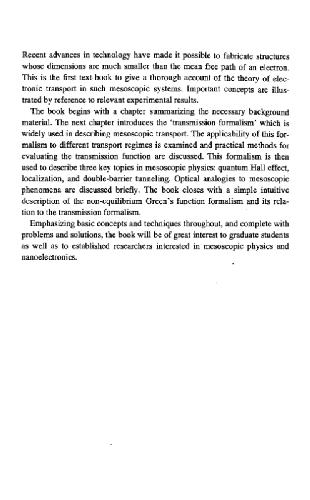 Recent advances in technology have made it possible to fabricate structures
whose dimensions are much smaller than the mean free path of an electron.
This is the first text-book to give a thorough account of the theory of elec-
tronic transport in such mesoscopic systems. Important concepts are illus-
trated by reference to relevant experimental results.
The book begins with a chapter summarizing the necessary background
material. The next chapter introduces the 'transmission formalism' which is
widely used in describing mesoscopic transport. The applicability of this for-
malism to different transport regimes is examined and practical methods for
evaluating the transmission function are discussed. This formalism is then
used to describe three key topics in mesoscopic physics: quantum Hall effect,
localization, and double-barrier tunneling. Optical analogies to mesoscopic
phenomena are discussed briefly. The book closes with a simple intuitive
description of the non-equilibrium Green's function formalism and its rela-
tion to the transmission formalism.
Emphasizing basic concepts and techniques throughout, and complete with
problems and solutions, the book will be of great interest to graduate students
as well as to established researchers interested in mesoscopic physics and
nanoelectronics.